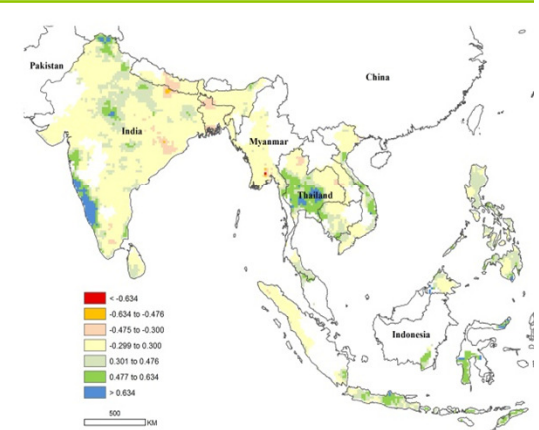 Pakistan
China
India
Myanmar
Thailand
Indonesia
< -0.634
-0.634 to -0.476
-0.475 to -0.300
-0.299 to 0.300
0.301 to 0.476
0.477 to 0.634
> 0.634
500
KM